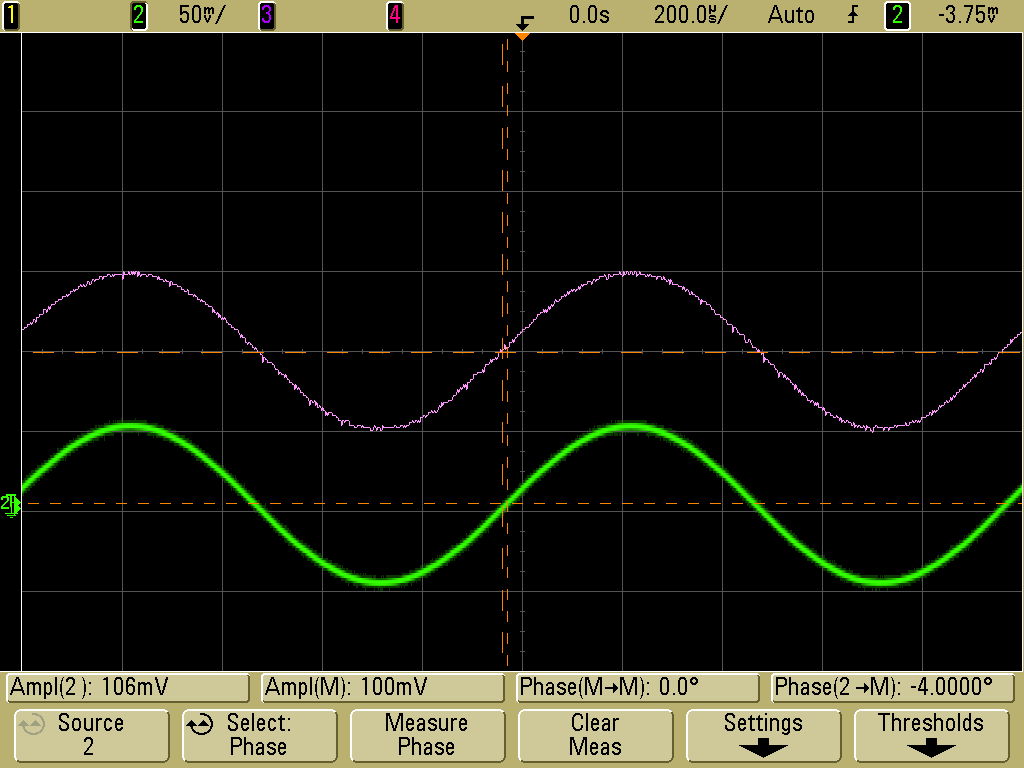 1 2 50mV/ 3 4 0.0s 200.0µs/ Auto 2 -3.75mV
2
Ampl(2): 106mV Ampl(M): 100mV Phase(M→M): 0.0° Phase(2→M): -4.0000°
Source Select: Measure Clear Settings Thresholds
2 Phase Phase Meas